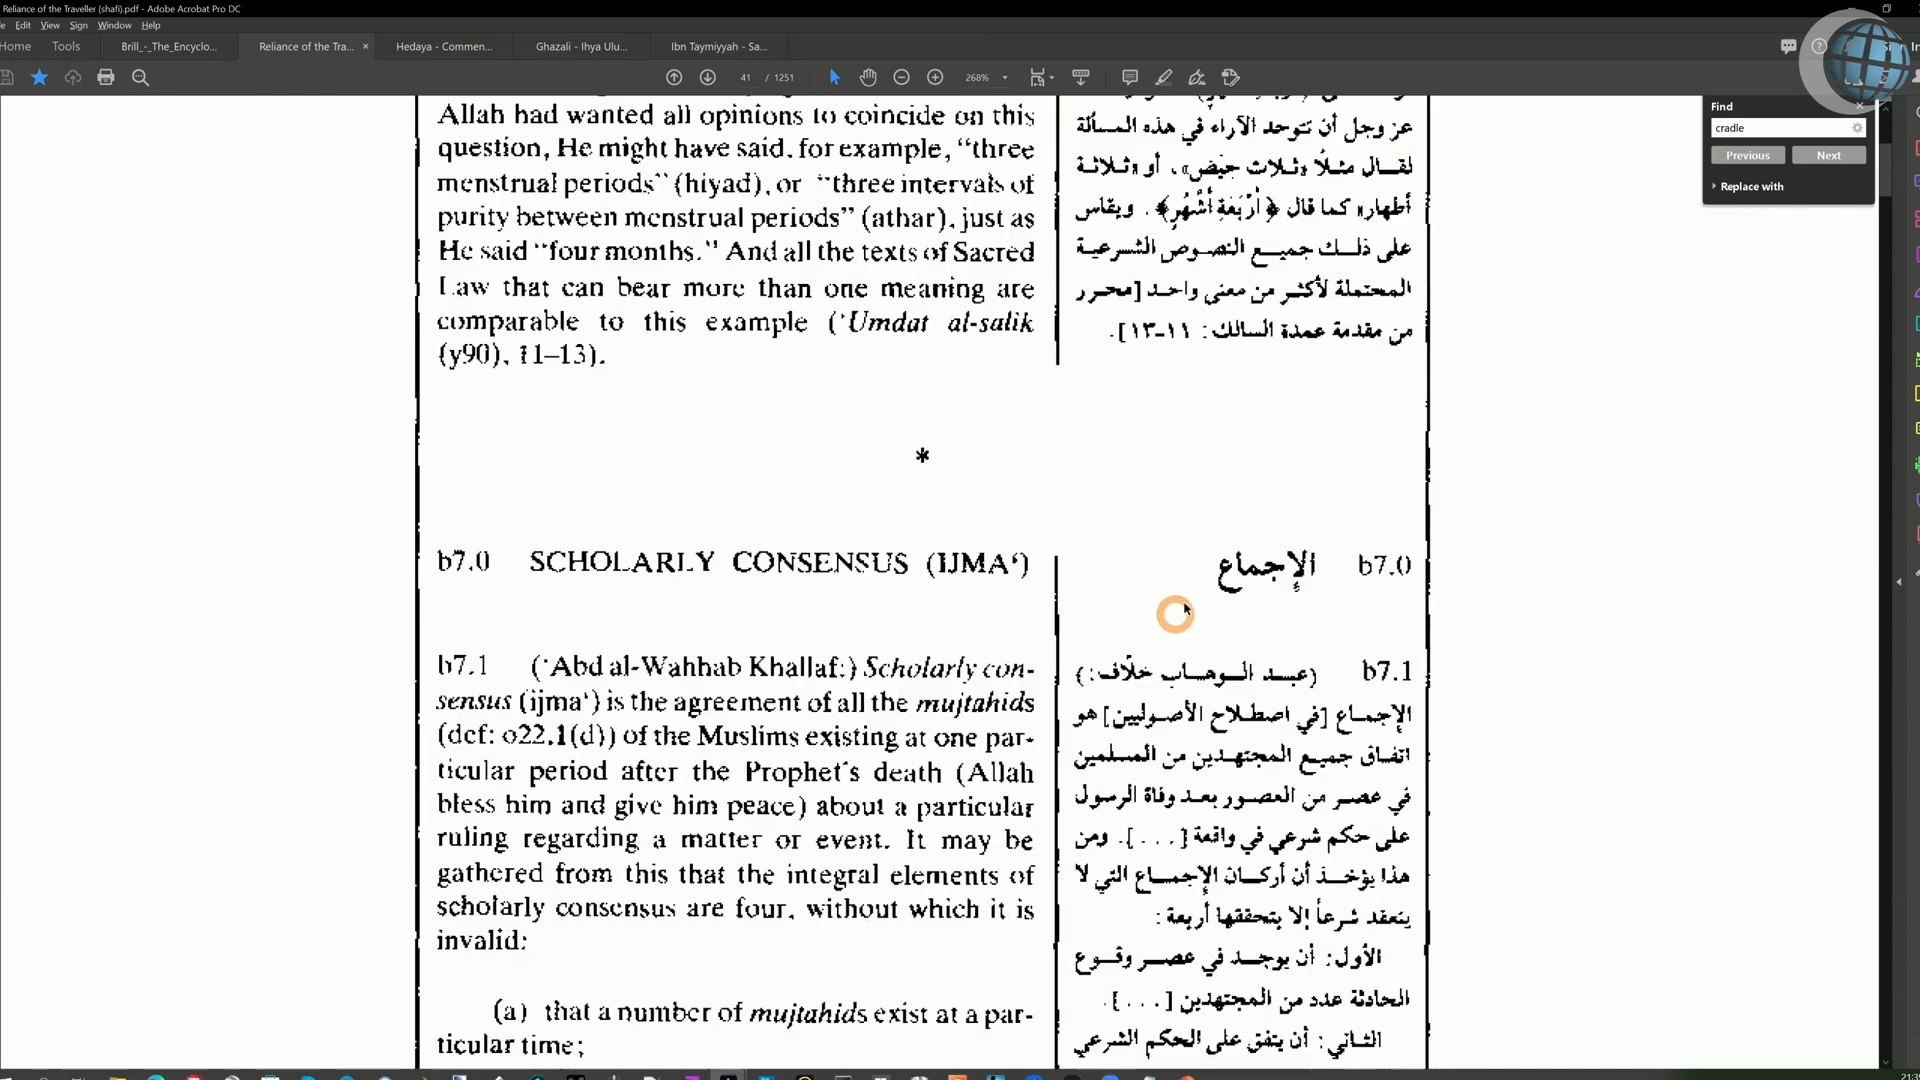 Reliance of the Traveller (shafi).pdf - Adobe Acrobat Pro DC
Edit View Sign Window Help
Home Tools Brill_-_The_Encyclo... Reliance of the Tra... × Hedaya - Commen... Ghazali - Ihya Ulu... Ibn Taymiyyah - Sa...
41 / 1251 268%
Find
cradle
Previous Next
Replace with
Allah had wanted all opinions to coincide on this
question, He might have said, for example, “three
menstrual periods” (hiyad), or “three intervals of
purity between menstrual periods” (athar), just as
He said “four months.” And all the texts of Sacred
Law that can bear more than one meaning are
comparable to this example (‘Umdat al-salik
(y90), 11–13).
عز وجل أن تتوحد الآراء في هذه المسألة
لقال مثلاً «ثلاث حِيَض»، أو «ثلاثة
أطهار» كما قال ﴿أَرْبَعَةِ أَشْهُرٍ﴾. ويقاس
على ذلك جميع النصوص الشرعية
المحتملة لأكثر من معنى واحد [محرر
من مقدمة عمدة السالك: ١١-١٣].
*
b7.0 SCHOLARLY CONSENSUS (IJMA‘)
b7.0 الإجماع
b7.1 (‘Abd al-Wahhab Khallaf:) Scholarly con-
sensus (ijma‘) is the agreement of all the mujtahids
(def: o22.1(d)) of the Muslims existing at one par-
ticular period after the Prophet's death (Allah
bless him and give him peace) about a particular
ruling regarding a matter or event. It may be
gathered from this that the integral elements of
scholarly consensus are four, without which it is
invalid:
(a) that a number of mujtahids exist at a par-
ticular time;
b7.1 (عبد الوهاب خلّاف:)
الإجماع [في اصطلاح الأصوليين] هو
اتفاق جميع المجتهدين من المسلمين
في عصر من العصور بعد وفاة الرسول
على حكم شرعي في واقعة [...]. ومن
هذا يؤخذ أن أركان الإجماع التي لا
ينعقد شرعاً إلا بتحققها أربعة:
الأول: أن يوجد في عصر وقوع
الحادثة عدد من المجتهدين [...].
الثاني: أن يتفق على الحكم الشرعي